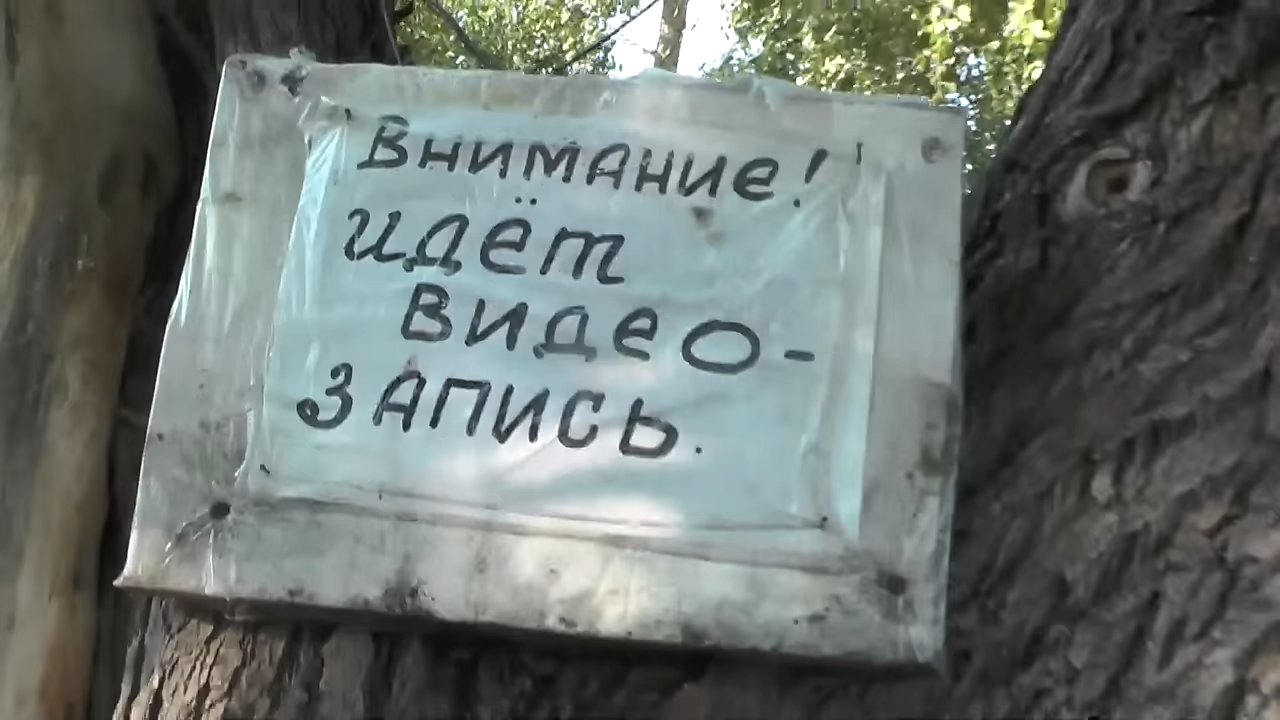 Внимание!
идёт
видео-
запись.